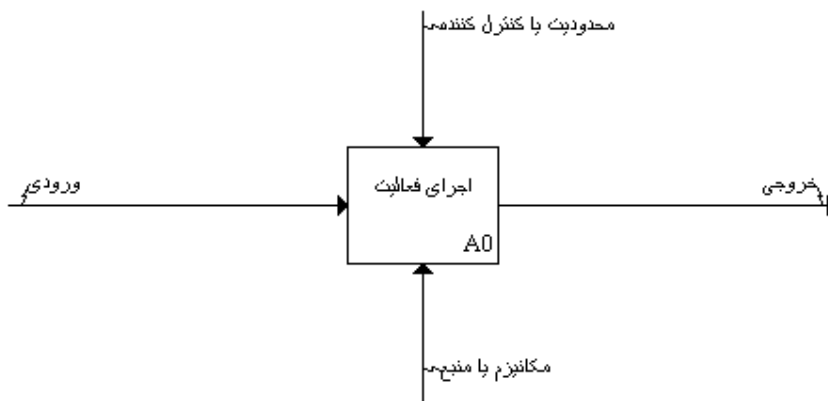 محدودیت یا کنترل کننده
ورودی
اجرای فعالیت
خروجی
A0
مکانیزم یا منبع